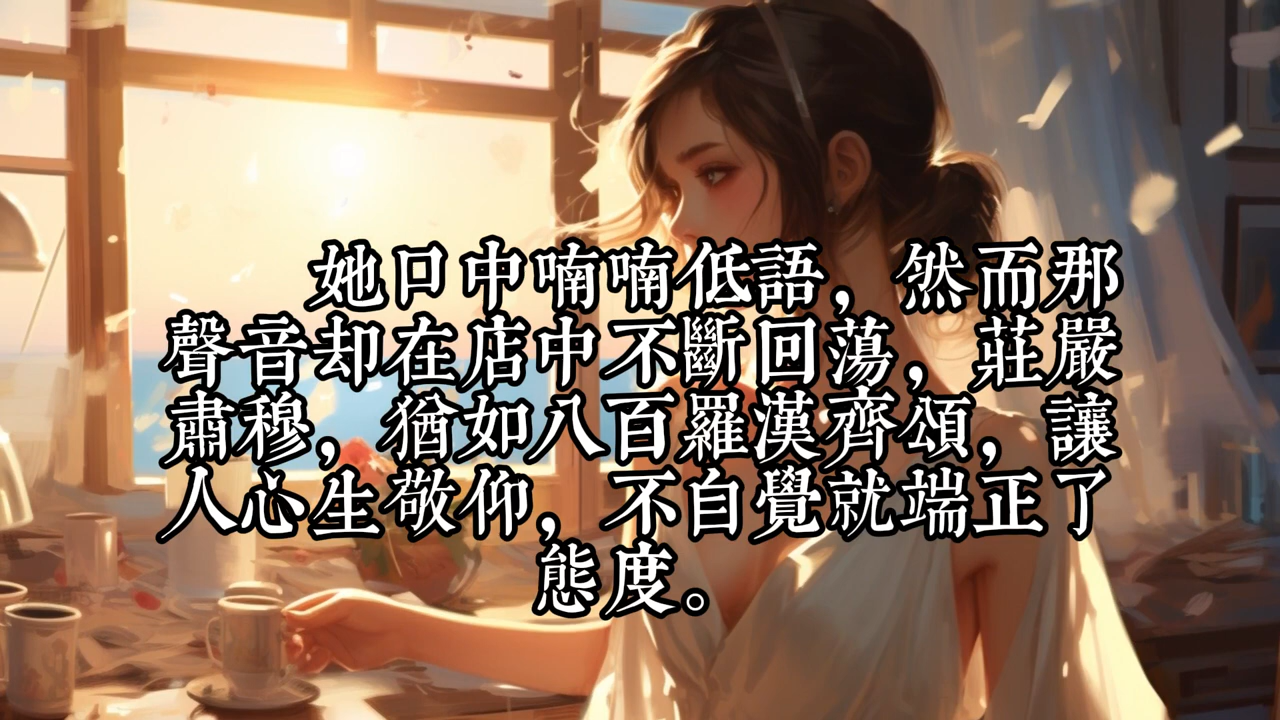 她口中喃喃低語，然而那
聲音却在店中不斷回蕩，莊嚴
肅穆，猶如八百羅漢齊頌，讓
人心生敬仰，不自覺就端正了
態度。